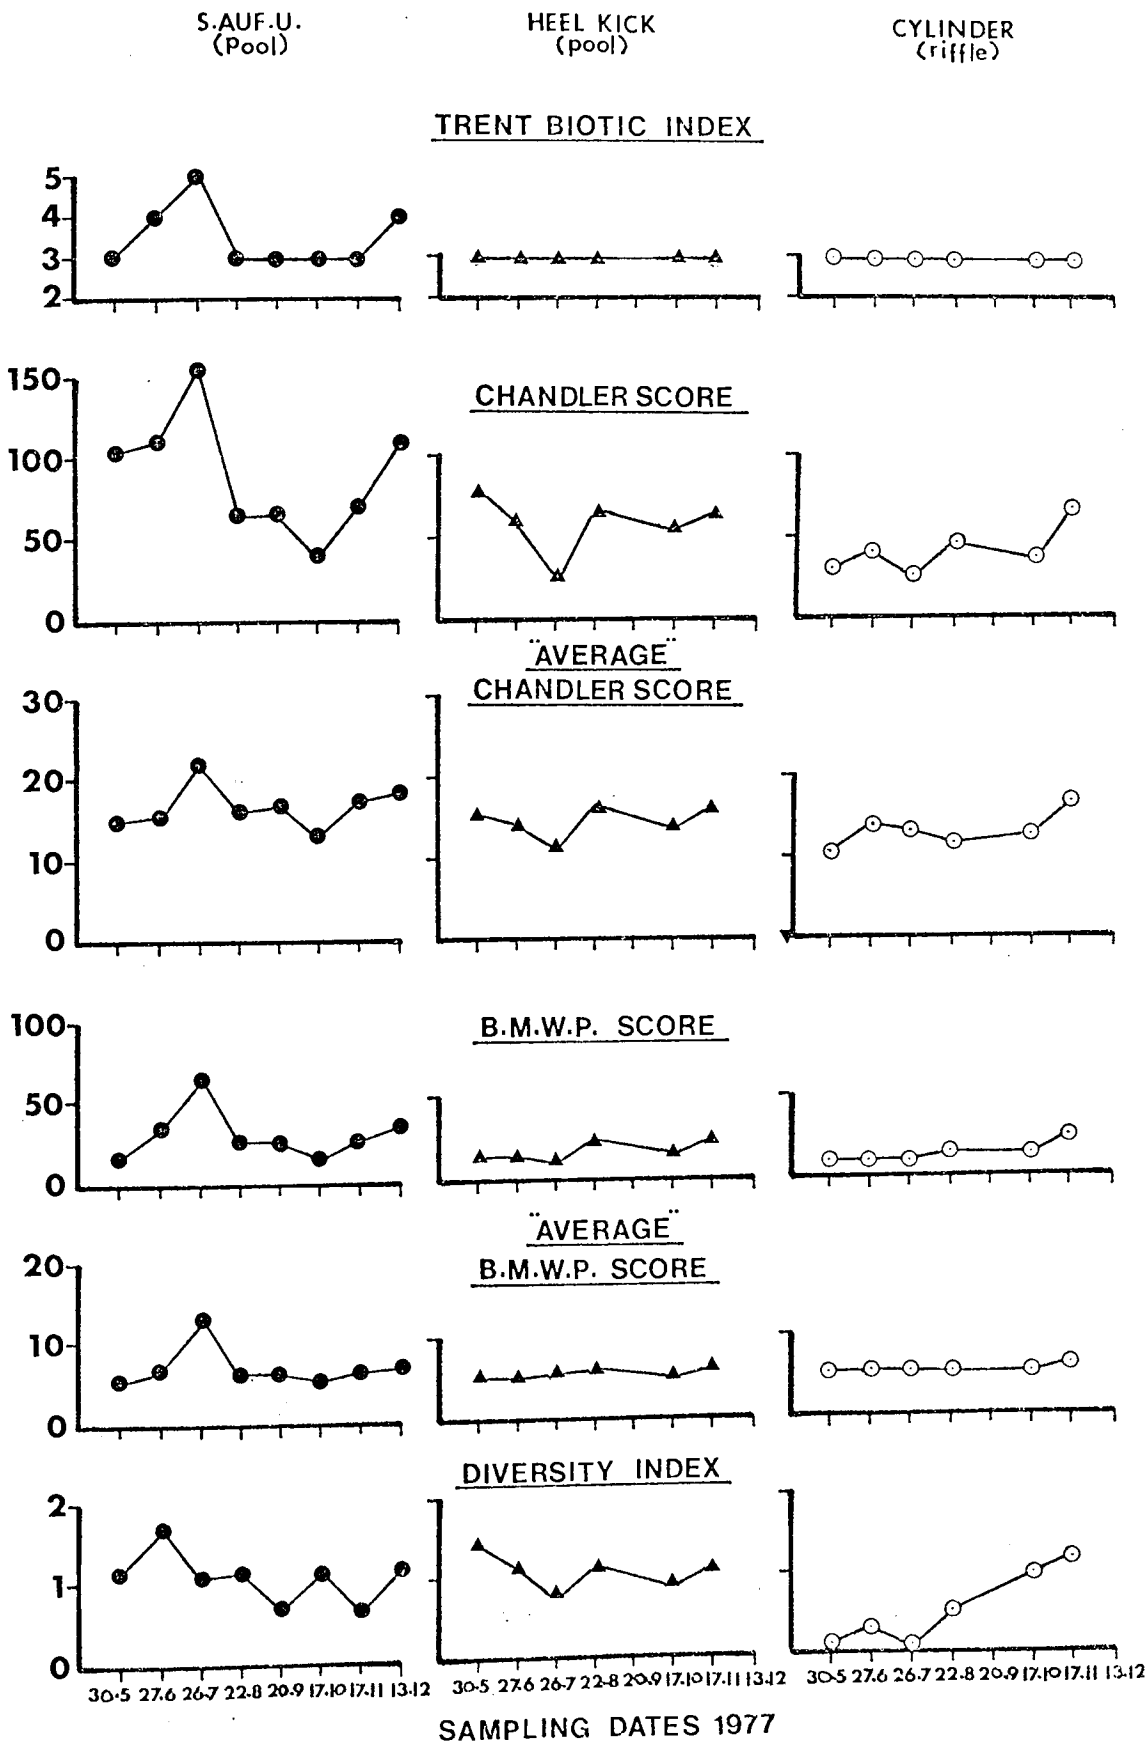 S.AUF.U. HEEL KICK CYLINDER
(Pool) (pool) (riffle)
TRENT BIOTIC INDEX
5
4
3
2
CHANDLER SCORE
150
100
50
0
"AVERAGE"
CHANDLER SCORE
30
20
10
0
B.M.W.P. SCORE
100
50
0
"AVERAGE"
B.M.W.P. SCORE
20
10
0
DIVERSITY INDEX
2
1
0
30.5 27.6 26.7 22.8 20.9 17.10 17.11 13.12 30.5 27.6 26.7 22.8 20.9 17.10 17.11 13.12 30.5 27.6 26.7 22.8 20.9 17.10 17.11 13.12
SAMPLING DATES 1977